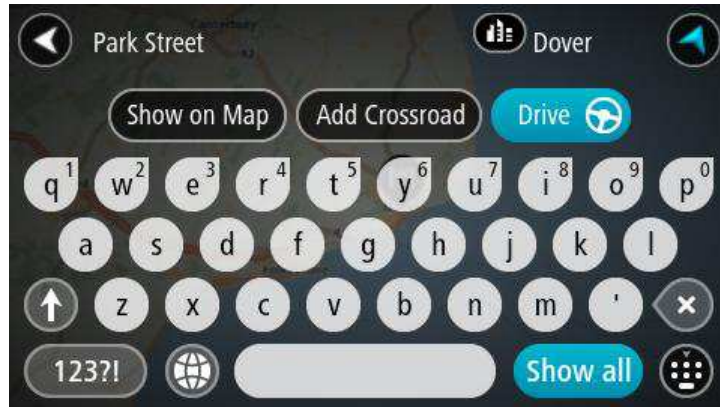 Canterbury
Park Street
Dover
Show on Map
Add Crossroad
Drive
q1 w2 e3 r4 t5 y6 u7 i8 o9 p0
a s d f g h j k l
z x c v b n m '
123?!
Show all